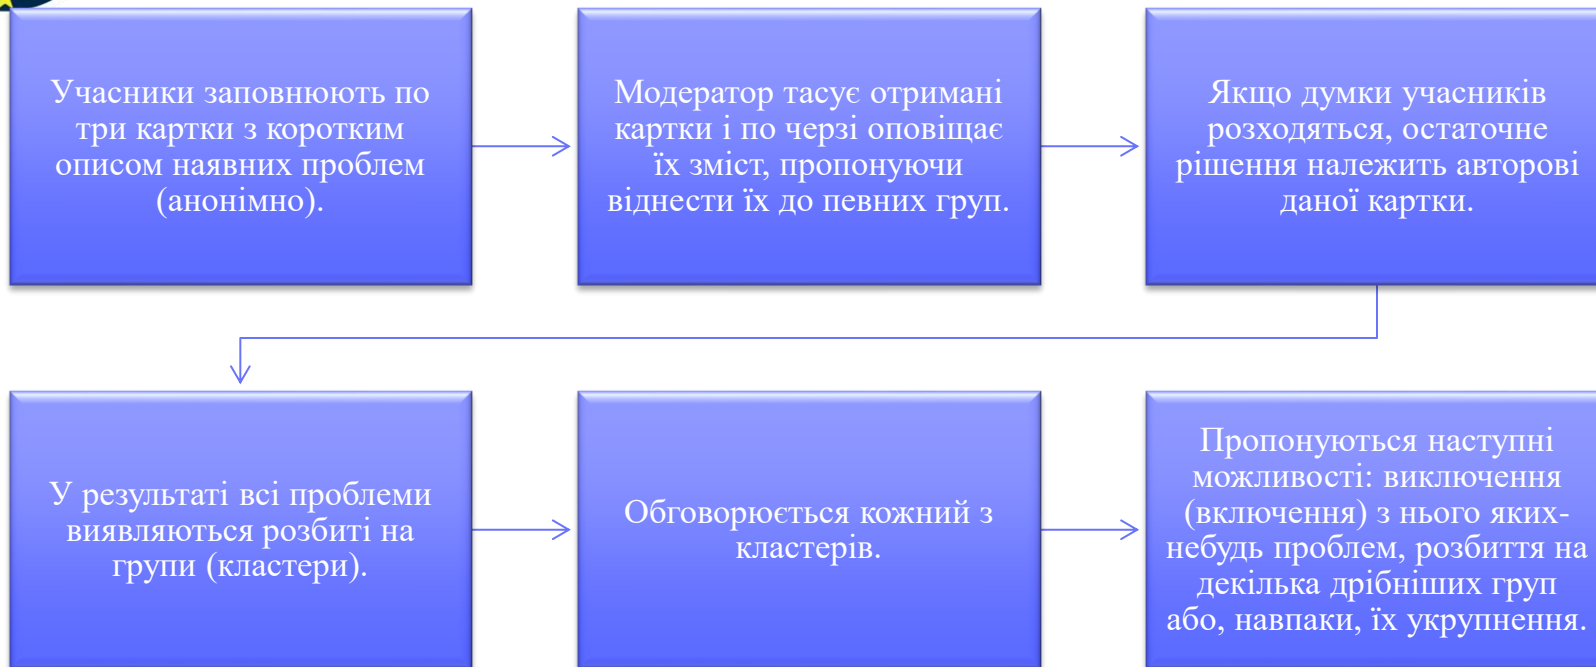 Учасники заповнюють по
три картки з коротким
описом наявних проблем
(анонімно).
Модератор тасує отримані
картки і по черзі оповіщає
їх зміст, пропонуючи
віднести їх до певних груп.
Якщо думки учасників
розходяться, остаточне
рішення належить авторові
даної картки.
У результаті всі проблеми
виявляються розбиті на
групи (кластери).
Обговорюється кожний з
кластерів.
Пропонуються наступні
можливості: виключення
(включення) з нього яких-
небудь проблем, розбиття на
декілька дрібніших груп
або, навпаки, їх укрупнення.